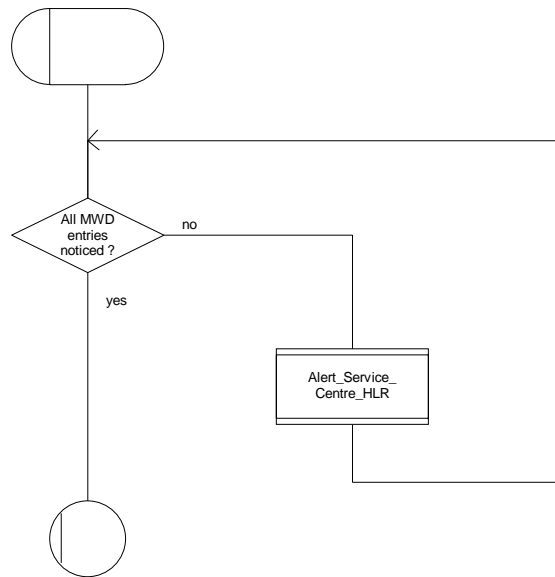 All MWD
entries
noticed ?
no
yes
Alert_Service_
Centre_HLR